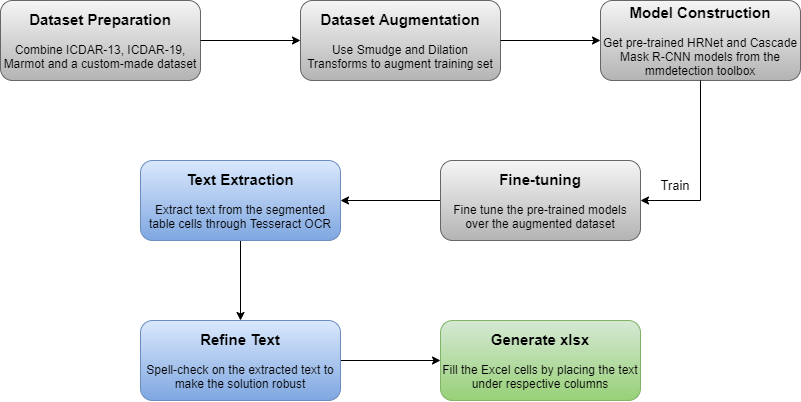 Dataset Preparation
Combine ICDAR-13, ICDAR-19,
Marmot and a custom-made dataset
Dataset Augmentation
Use Smudge and Dilation
Transforms to augment training set
Model Construction
Get pre-trained HRNet and Cascade
Mask R-CNN models from the
mmdetection toolbox
Train
Fine-tuning
Fine tune the pre-trained models
over the augmented dataset
Text Extraction
Extract text from the segmented
table cells through Tesseract OCR
Refine Text
Spell-check on the extracted text to
make the solution robust
Generate xlsx
Fill the Excel cells by placing the text
under respective columns